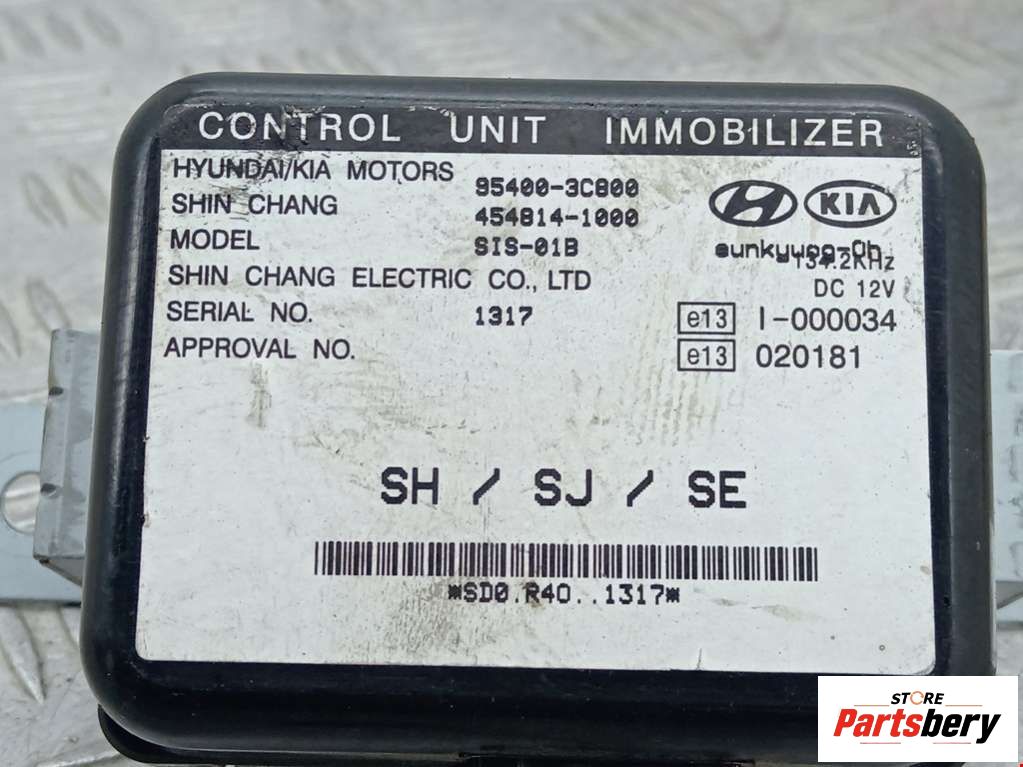 CONTROL UNIT IMMOBILIZER
HYUNDAI/KIA MOTORS 95400-3C800
SHIN CHANG 454814-1000
MODEL SIS-01B
KIA
SHIN CHANG ELECTRIC CO., LTD
134.2KHz
DC 12V
SERIAL NO. 1317
e13 I-000034
APPROVAL NO.
e13 020181
SH / SJ / SE
*SD0.R40..1317*
STORE
Partsbery